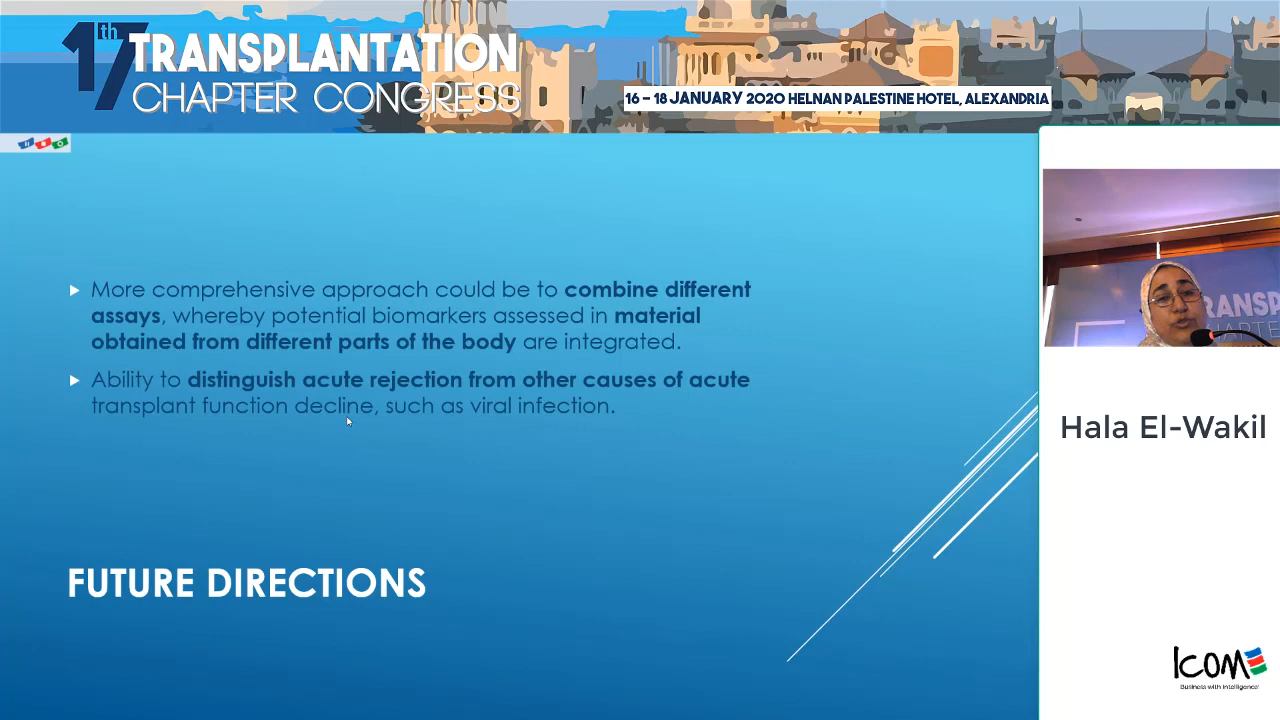 17th TRANSPLANTATION
CHAPTER CONGRESS
16 – 18 JANUARY 2020 HELNAN PALESTINE HOTEL, ALEXANDRIA
More comprehensive approach could be to combine different
assays, whereby potential biomarkers assessed in material
obtained from different parts of the body are integrated.
Ability to distinguish acute rejection from other causes of acute
transplant function decline, such as viral infection.
FUTURE DIRECTIONS
TRANSP
CHAPTER
Hala El-Wakil
ICOM
Business with Intelligence